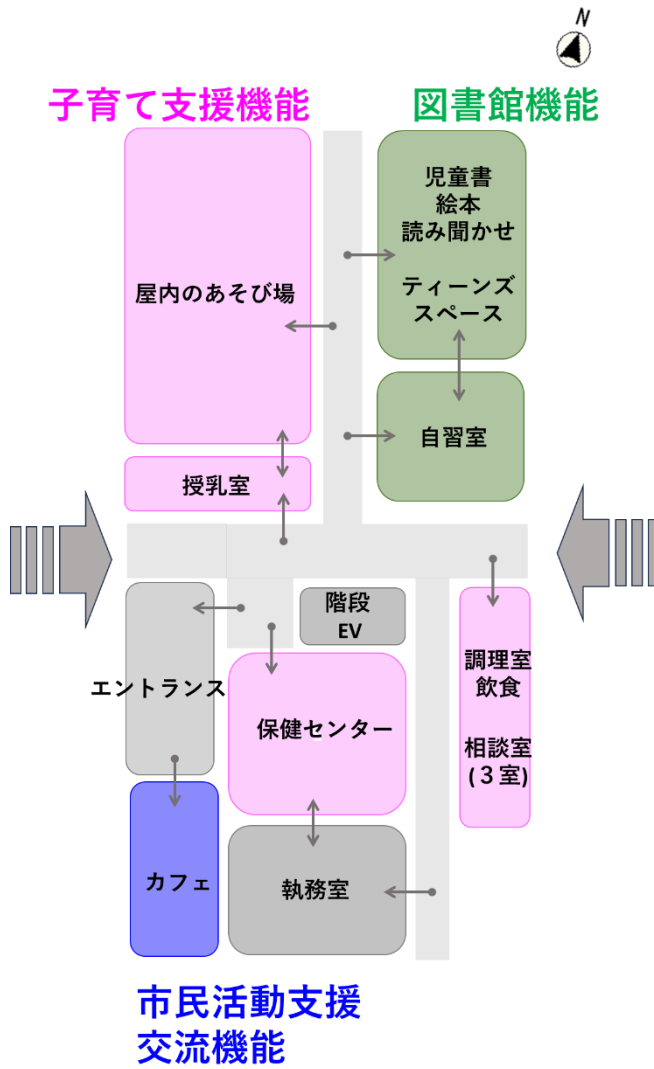 N
子育て支援機能
図書館機能
児童書
絵本
読み聞かせ
ティーンズ
スペース
屋内のあそび場
自習室
授乳室
階段
EV
エントランス
保健センター
調理室
飲食
相談室
(３室)
カフェ
執務室
市民活動支援
交流機能